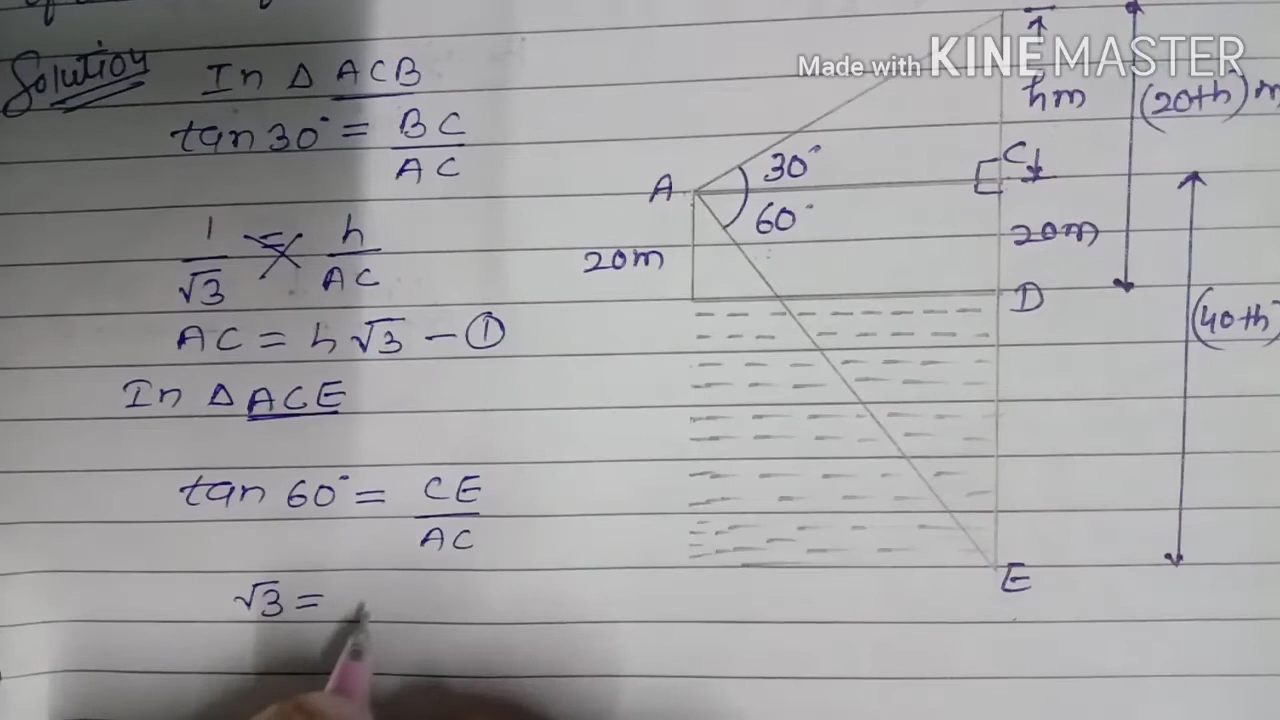 Solution
In Δ ACB
tan 30° = BC
AC
1 = h
√3 AC
AC = h√3 - ①
In Δ ACE
tan 60° = CE
AC
√3 =
Made with KINEMASTER
hm
(20+h) m
C
30°
A
60°
20m
20m
D
(40+h)
E